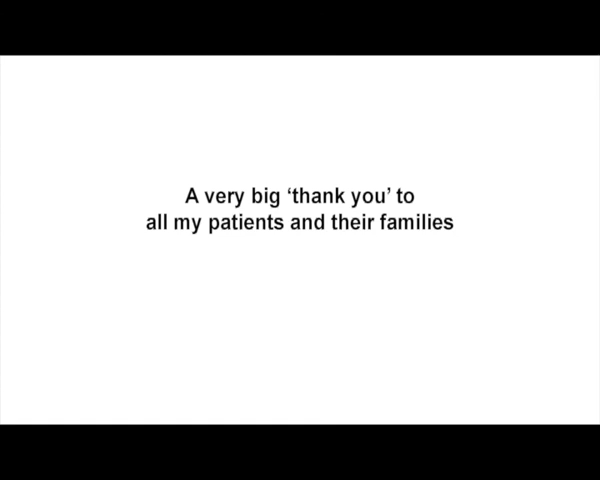 A very big ‘thank you’ to
all my patients and their families